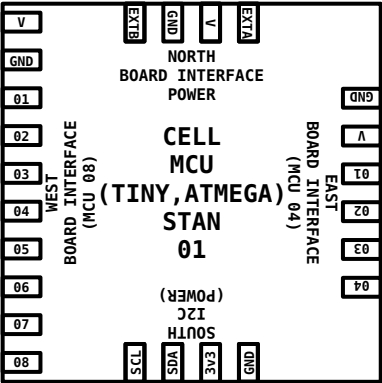 EXTB GND V EXTA
NORTH
BOARD INTERFACE
POWER
V
GND
01
02
03
04
05
06
07
08
WEST
BOARD INTERFACE
(MCU 08)
CELL
MCU
(TINY,ATMEGA)
STAN
01
EAST
BOARD INTERFACE
(MCU 04)
GND
V
01
02
03
04
SOUTH
I2C
(POWER)
SCL SDA 3v3 GND